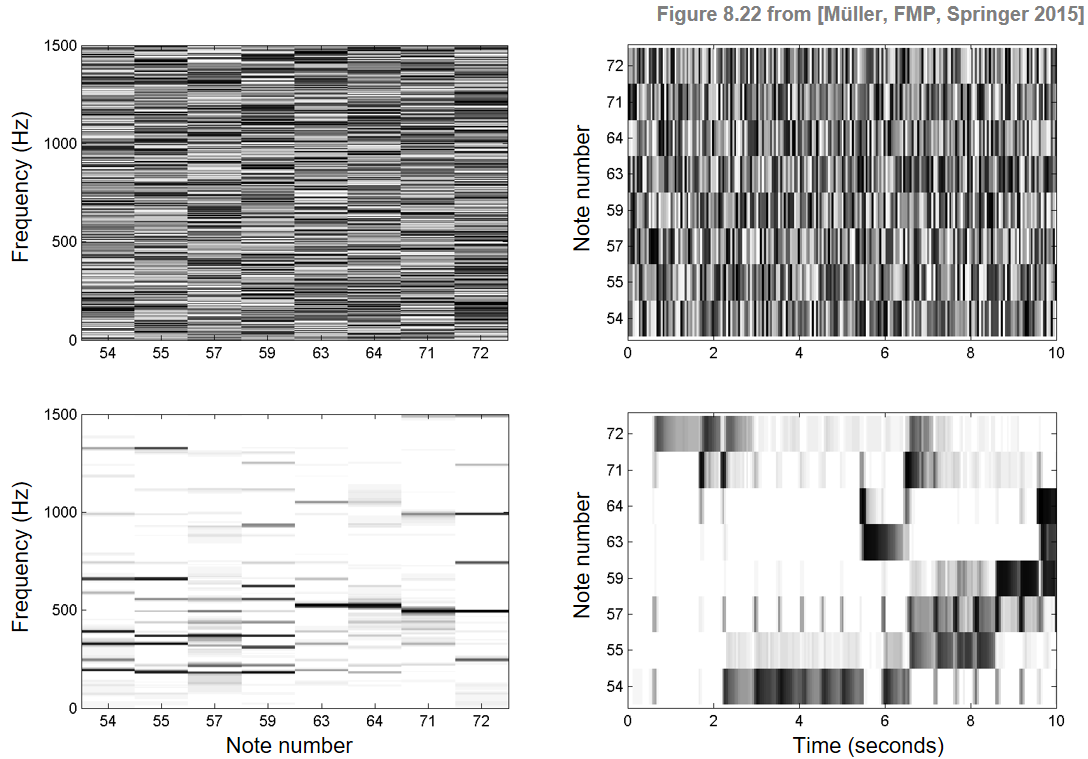 Figure 8.22 from [Müller, FMP, Springer 2015]
Frequency (Hz)
1500
1000
500
0
54 55 57 59 63 64 71 72
Note number
72
71
64
63
59
57
55
54
0 2 4 6 8 10
Frequency (Hz)
1500
1000
500
0
54 55 57 59 63 64 71 72
Note number
Note number
72
71
64
63
59
57
55
54
0 2 4 6 8 10
Time (seconds)